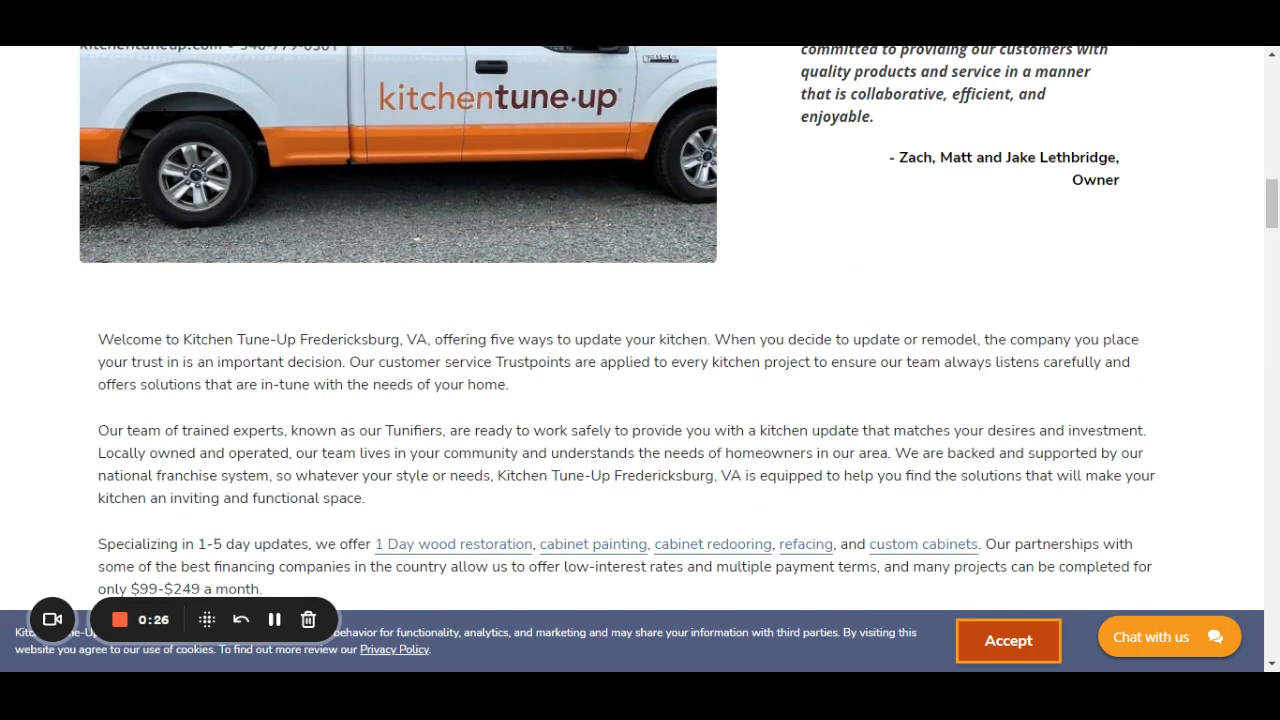 committed to providing our customers with
quality products and service in a manner
that is collaborative, efficient, and
enjoyable.
kitchentune·up
- Zach, Matt and Jake Lethbridge,
Owner
Welcome to Kitchen Tune-Up Fredericksburg, VA, offering five ways to update your kitchen. When you decide to update or remodel, the company you place
your trust in is an important decision. Our customer service Trustpoints are applied to every kitchen project to ensure our team always listens carefully and
offers solutions that are in-tune with the needs of your home.
Our team of trained experts, known as our Tunifiers, are ready to work safely to provide you with a kitchen update that matches your desires and investment.
Locally owned and operated, our team lives in your community and understands the needs of homeowners in our area. We are backed and supported by our
national franchise system, so whatever your style or needs, Kitchen Tune-Up Fredericksburg, VA is equipped to help you find the solutions that will make your
kitchen an inviting and functional space.
Specializing in 1-5 day updates, we offer 1 Day wood restoration, cabinet painting, cabinet redooring, refacing, and custom cabinets. Our partnerships with
some of the best financing companies in the country allow us to offer low-interest rates and multiple payment terms, and many projects can be completed for
only $99-$249 a month.
0:26
behavior for functionality, analytics, and marketing and may share your information with third parties. By visiting this
website you agree to our use of cookies. To find out more review our Privacy Policy.
Accept
Chat with us